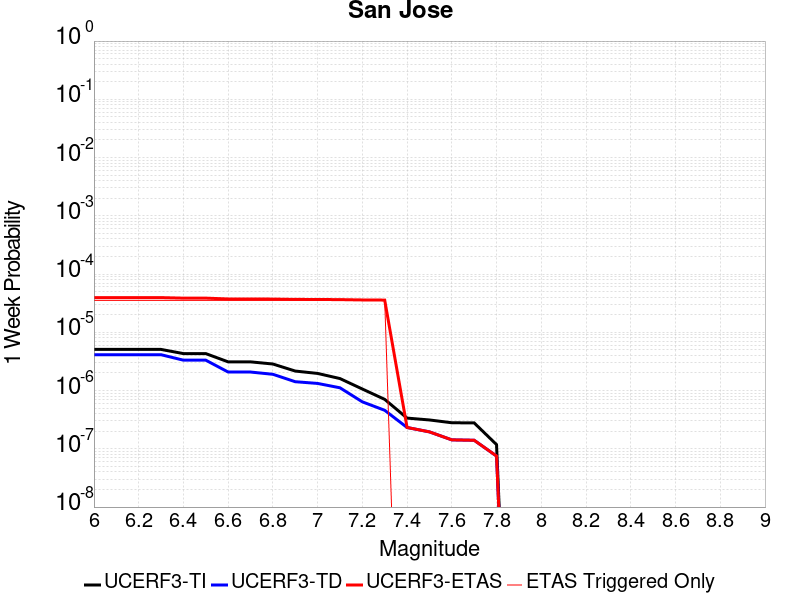 San Jose
1 Week Probability
10^0
10^-1
10^-2
10^-3
10^-4
10^-5
10^-6
10^-7
10^-8
6 6.2 6.4 6.6 6.8 7 7.2 7.4 7.6 7.8 8 8.2 8.4 8.6 8.8 9
Magnitude
UCERF3-TI UCERF3-TD UCERF3-ETAS ETAS Triggered Only